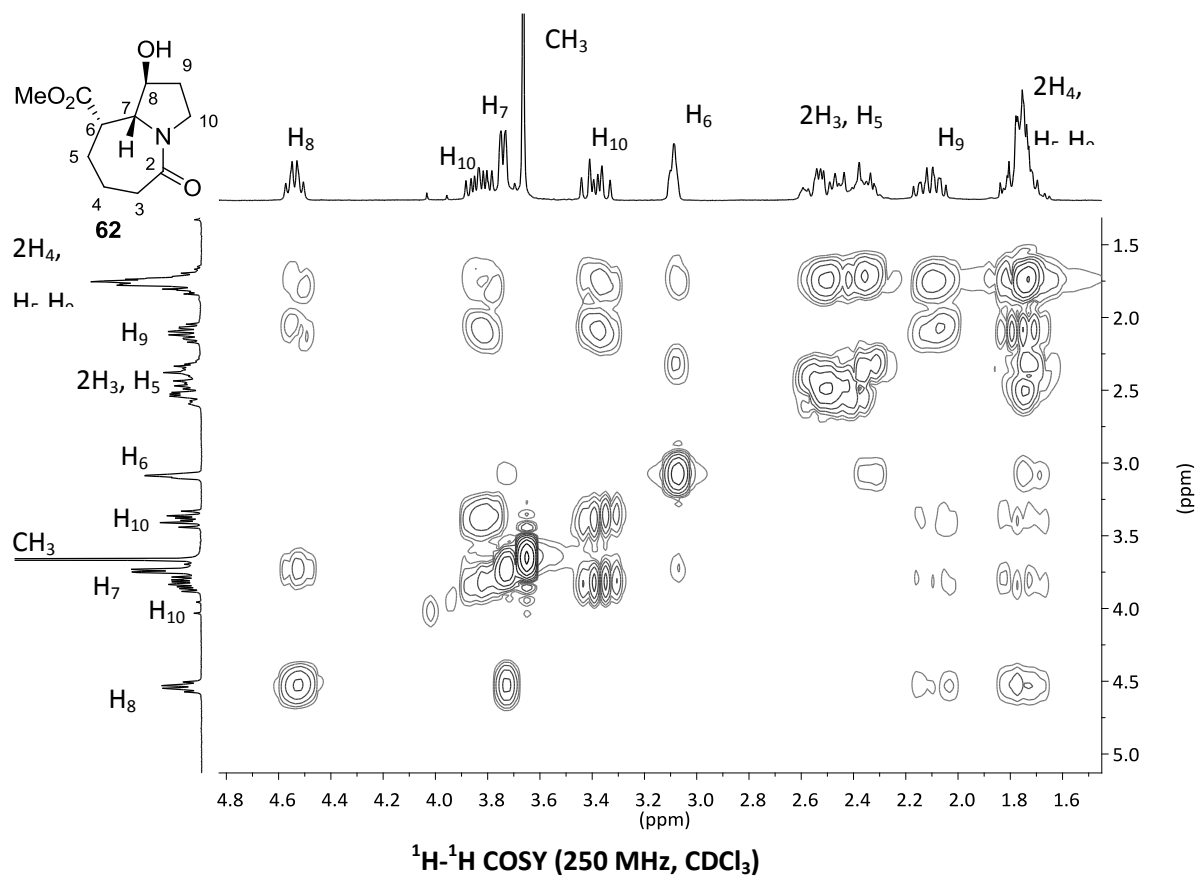 OH
9
MeO₂C
7
8
10
6
H
N
5
2
O
4
3
62
H₈
H₁₀
H₇
CH₃
H₁₀
H₆
2H₃, H₅
H₉
2H₄,
2H₄,
H₉
2H₃, H₅
H₆
H₁₀
CH₃
H₇
H₁₀
H₈
1.5
2.0
2.5
3.0
3.5
4.0
4.5
5.0
(ppm)
4.8 4.6 4.4 4.2 4.0 3.8 3.6 3.4 3.2 3.0 2.8 2.6 2.4 2.2 2.0 1.8 1.6
(ppm)
¹H-¹H COSY (250 MHz, CDCl₃)